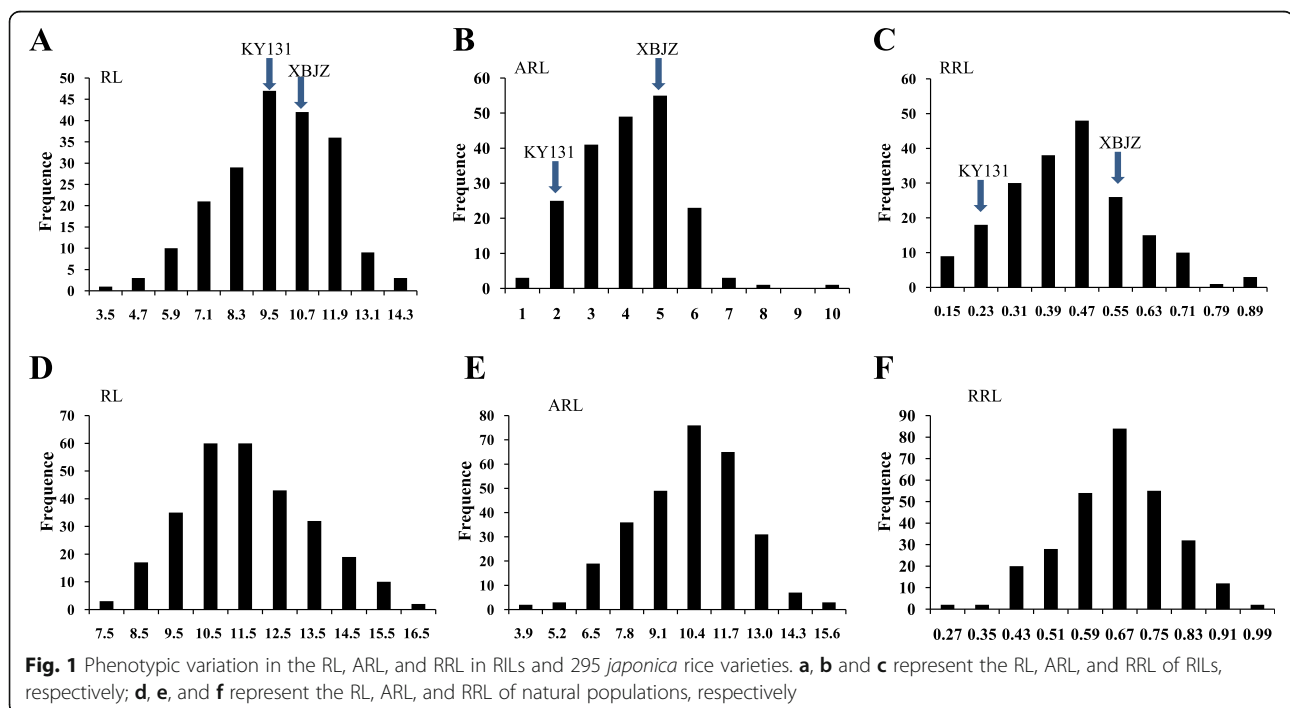 A
RL
KY131
XBJZ
Frequence
50
45
40
35
30
25
20
15
10
5
0
3.5 4.7 5.9 7.1 8.3 9.5 10.7 11.9 13.1 14.3
B
ARL
KY131
XBJZ
Frequence
60
50
40
30
20
10
0
1 2 3 4 5 6 7 8 9 10
C
RRL
KY131
XBJZ
Frequence
60
50
40
30
20
10
0
0.15 0.23 0.31 0.39 0.47 0.55 0.63 0.71 0.79 0.89
D
RL
Frequence
70
60
50
40
30
20
10
0
7.5 8.5 9.5 10.5 11.5 12.5 13.5 14.5 15.5 16.5
E
ARL
Frequence
80
70
60
50
40
30
20
10
0
3.9 5.2 6.5 7.8 9.1 10.4 11.7 13.0 14.3 15.6
F
RRL
Frequence
90
80
70
60
50
40
30
20
10
0
0.27 0.35 0.43 0.51 0.59 0.67 0.75 0.83 0.91 0.99
Fig. 1 Phenotypic variation in the RL, ARL, and RRL in RILs and 295 japonica rice varieties. a, b and c represent the RL, ARL, and RRL of RILs,
respectively; d, e, and f represent the RL, ARL, and RRL of natural populations, respectively